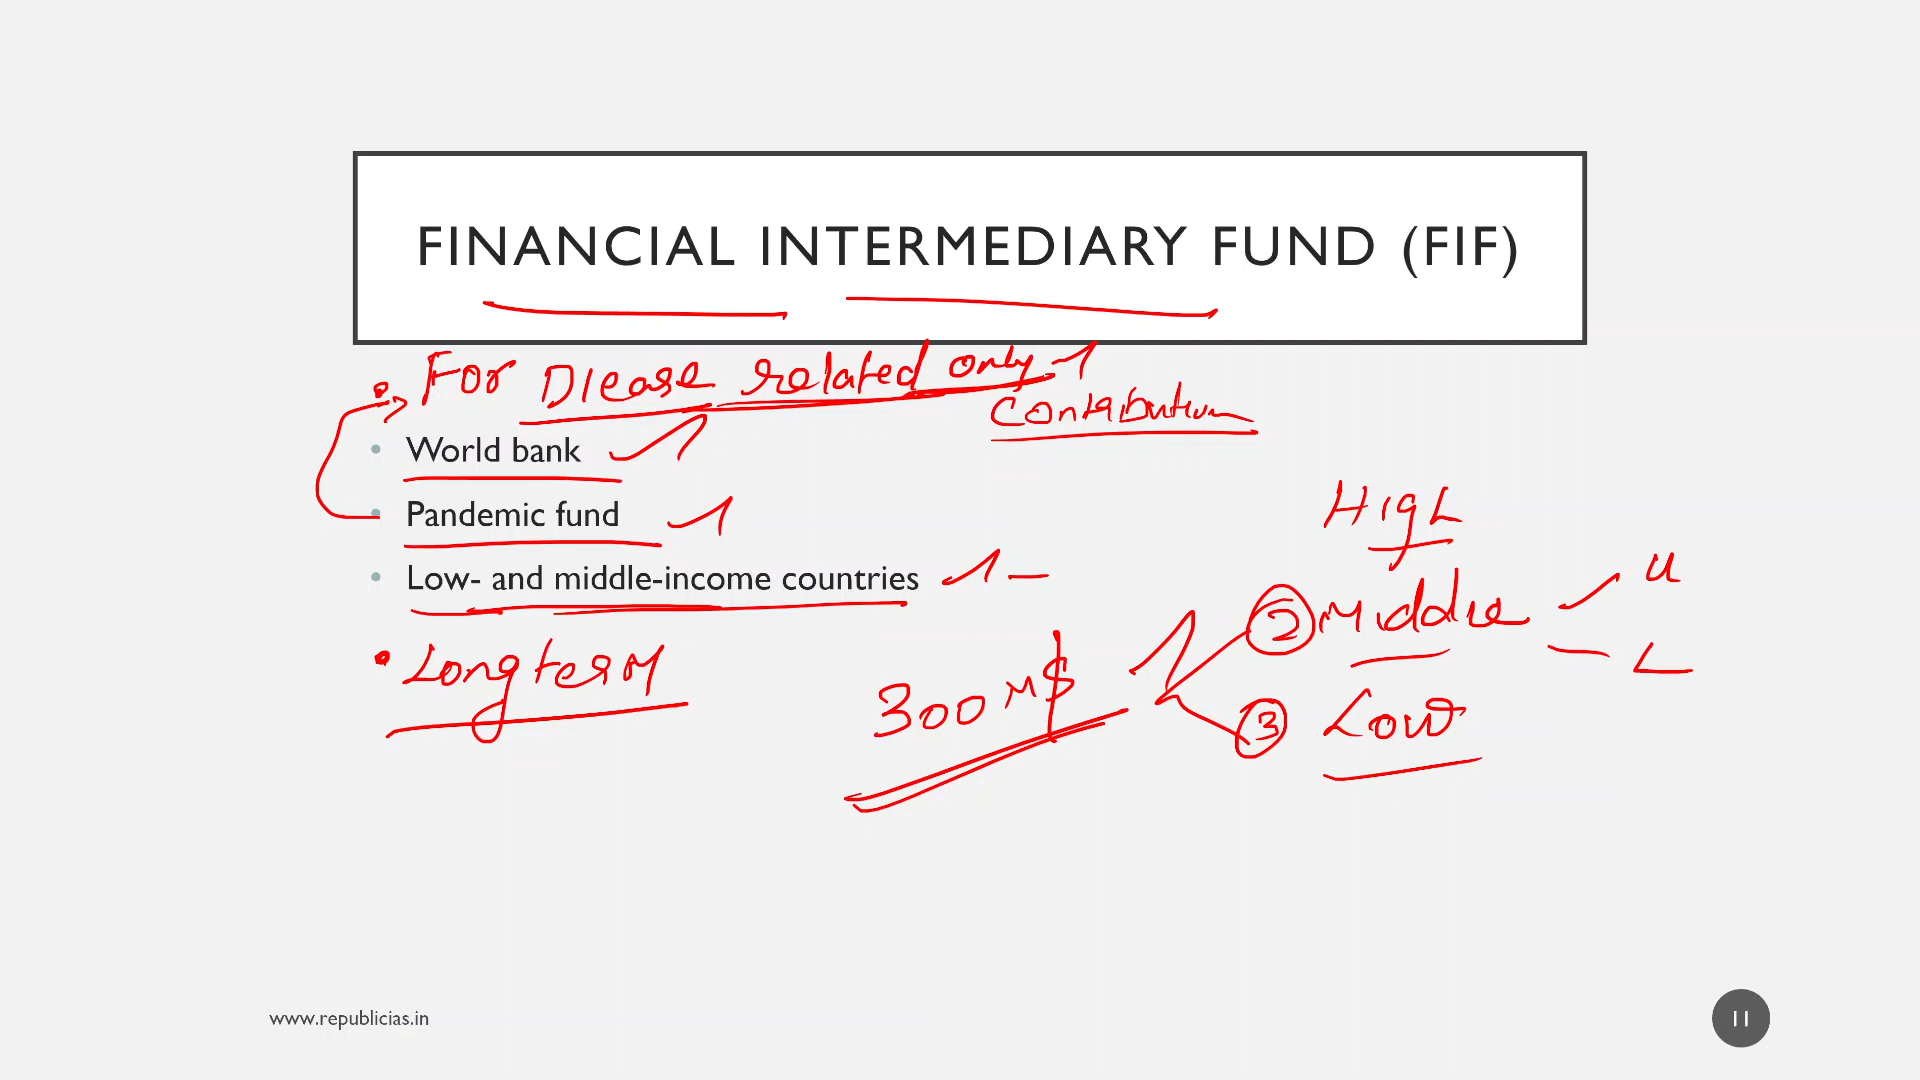 FINANCIAL INTERMEDIARY FUND (FIF)
For Diease related only
Contribution
World bank
Pandemic fund
Low- and middle-income countries
Long term
300 M $
High
2 Middle
U
L
3 Low
www.republicias.in
11